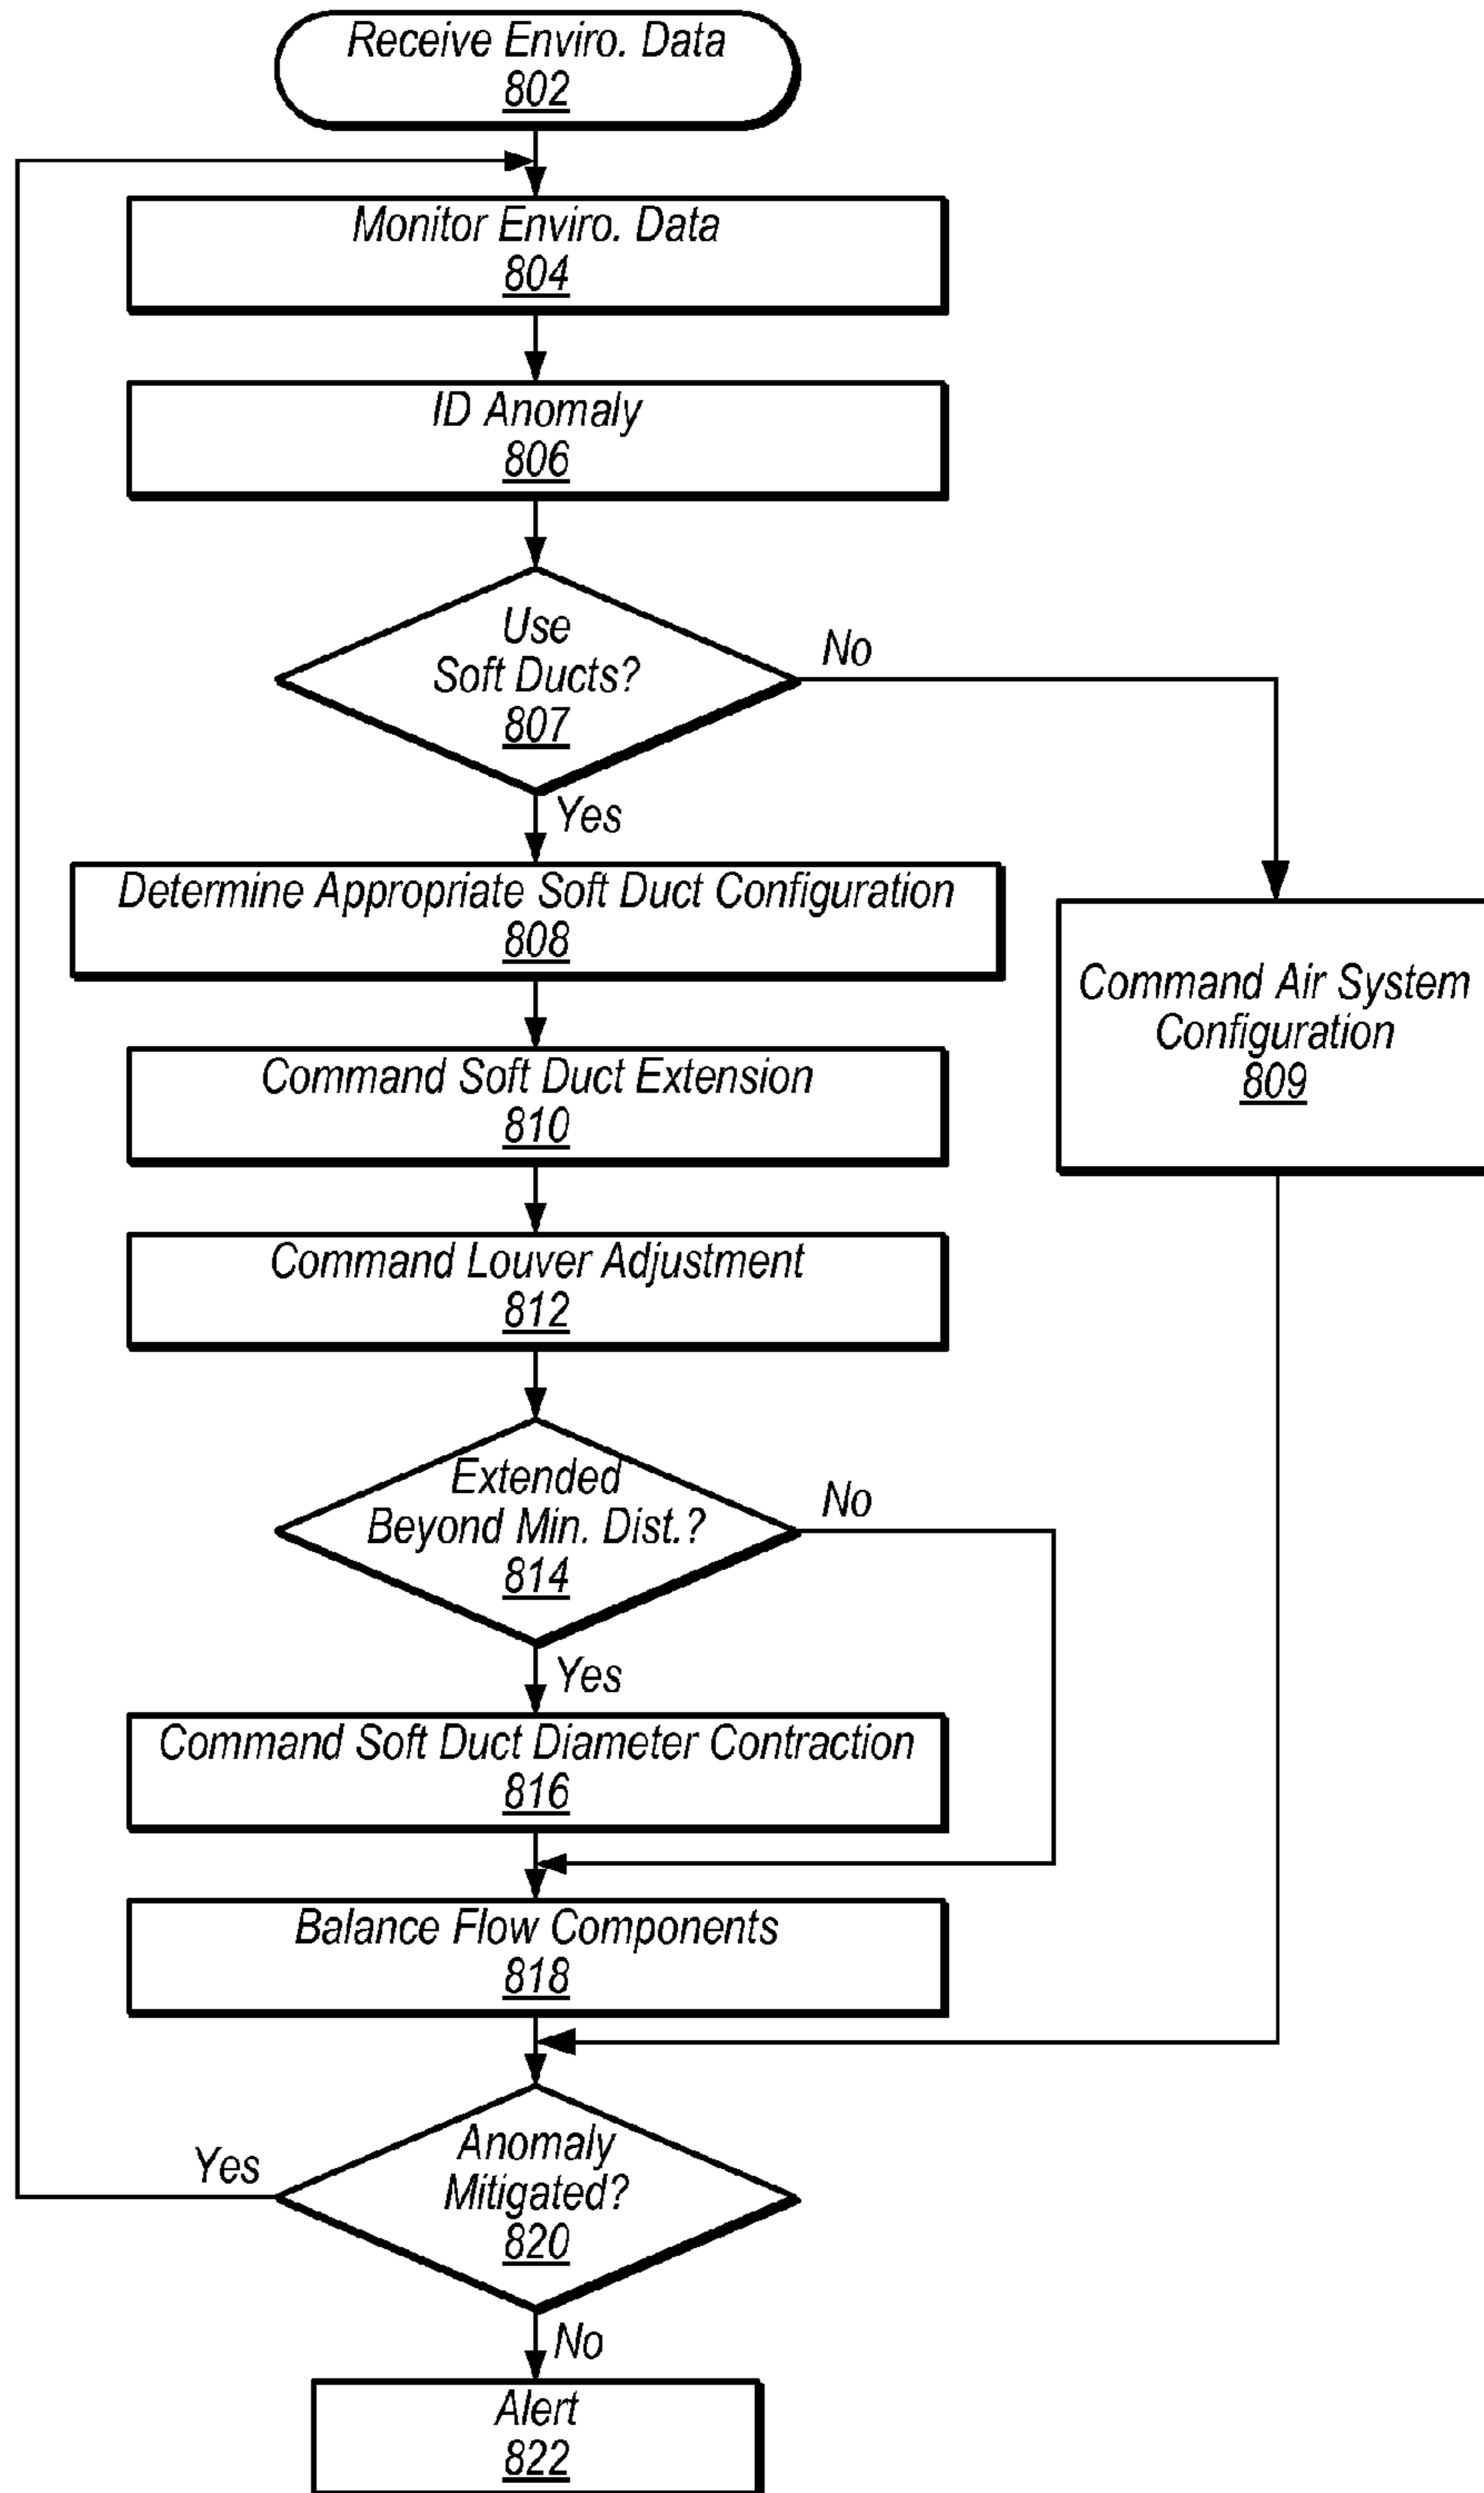 Receive Enviro. Data
802
Monitor Enviro. Data
804
ID Anomaly
806
Use
Soft Ducts?
807
No
Yes
Determine Appropriate Soft Duct Configuration
808
Command Air System
Configuration
809
Command Soft Duct Extension
810
Command Louver Adjustment
812
Extended
Beyond Min. Dist.?
814
No
Yes
Command Soft Duct Diameter Contraction
816
Balance Flow Components
818
Anomaly
Mitigated?
820
Yes
No
Alert
822